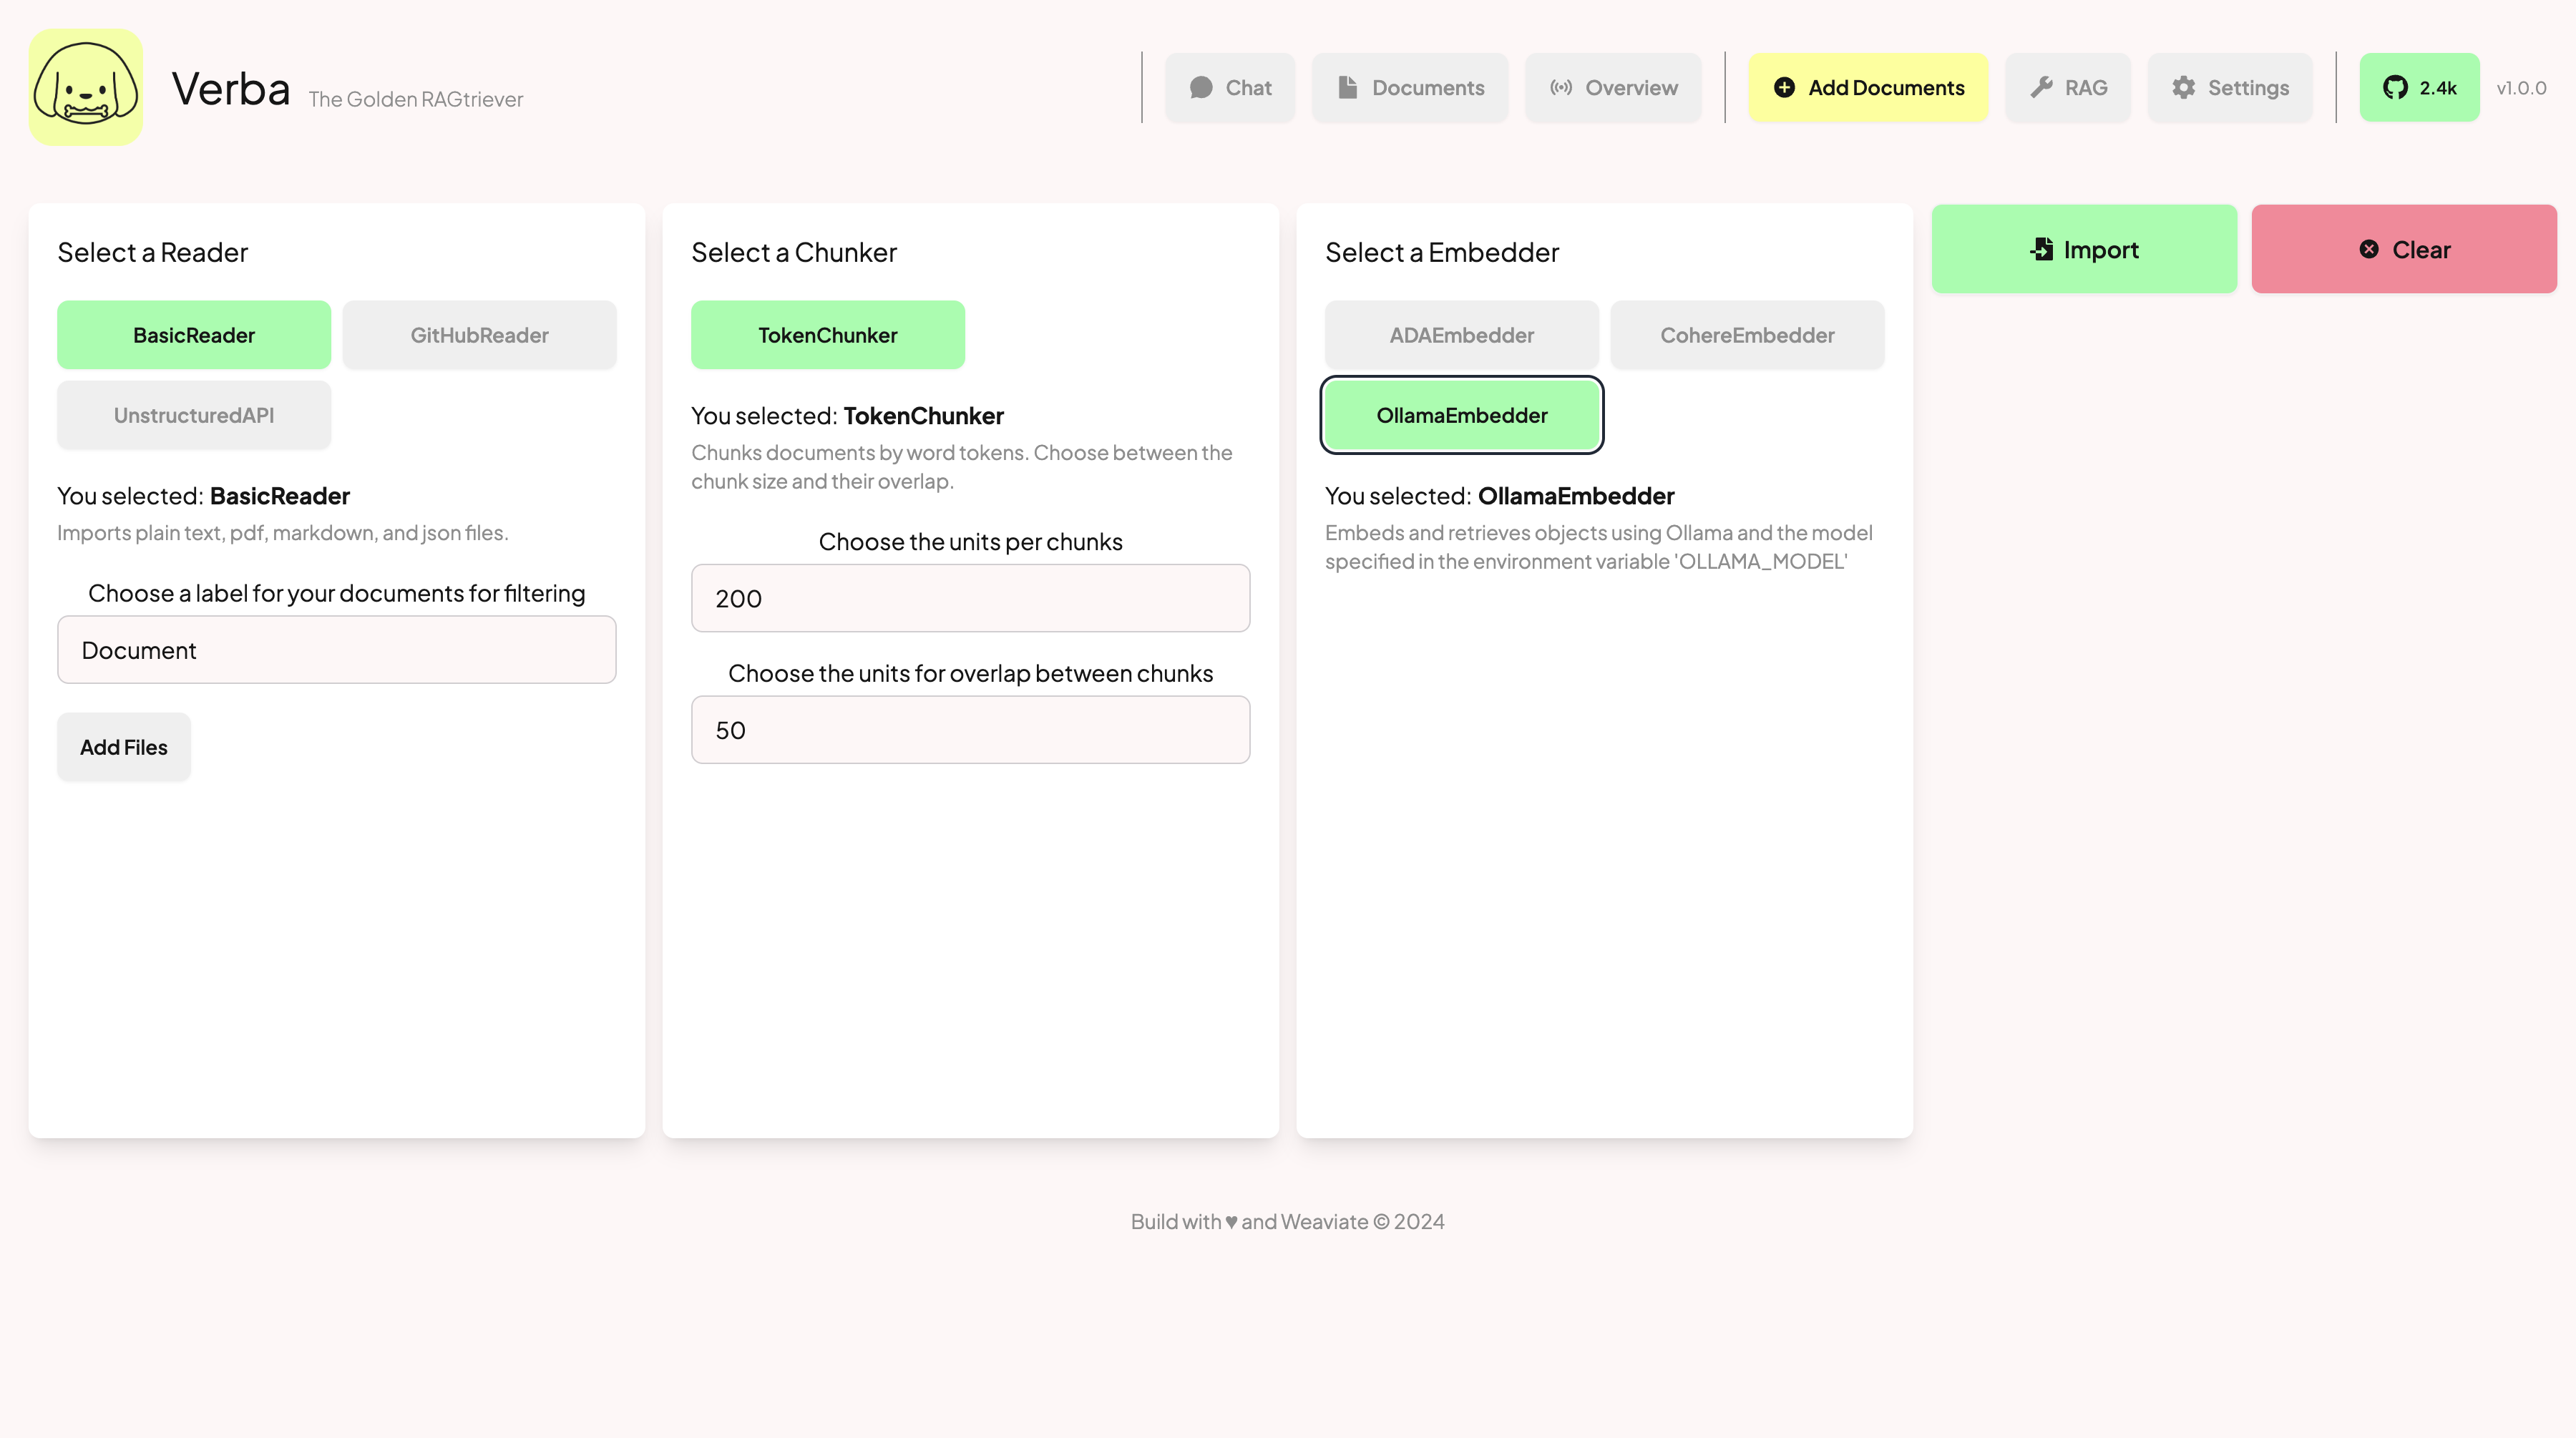 Verba The Golden RAGtriever
Chat Documents Overview Add Documents RAG Settings 2.4k v1.0.0
Select a Reader
BasicReader GitHubReader
UnstructuredAPI
You selected: BasicReader
Imports plain text, pdf, markdown, and json files.
Choose a label for your documents for filtering
Document
Add Files
Select a Chunker
TokenChunker
You selected: TokenChunker
Chunks documents by word tokens. Choose between the
chunk size and their overlap.
Choose the units per chunks
200
Choose the units for overlap between chunks
50
Select a Embedder
ADAEmbedder CohereEmbedder
OllamaEmbedder
You selected: OllamaEmbedder
Embeds and retrieves objects using Ollama and the model
specified in the environment variable 'OLLAMA_MODEL'
Import Clear
Build with ♥ and Weaviate © 2024